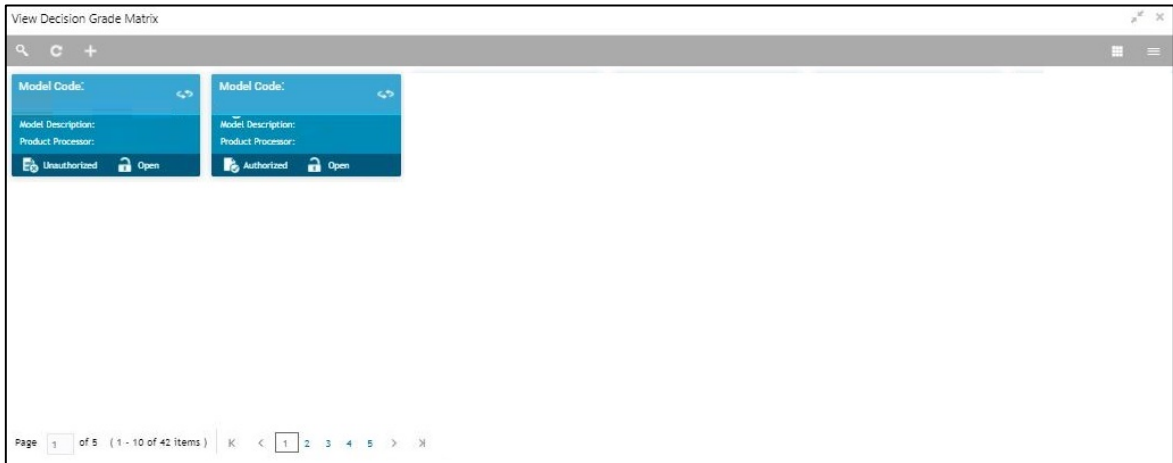 View Decision Grade Matrix
Model Code:
Model Description:
Product Processor:
Unauthorized Open
Model Code:
Model Description:
Product Processor:
Authorized Open
Page 1 of 5 (1 - 10 of 42 items) K < 1 2 3 4 5 > Ж